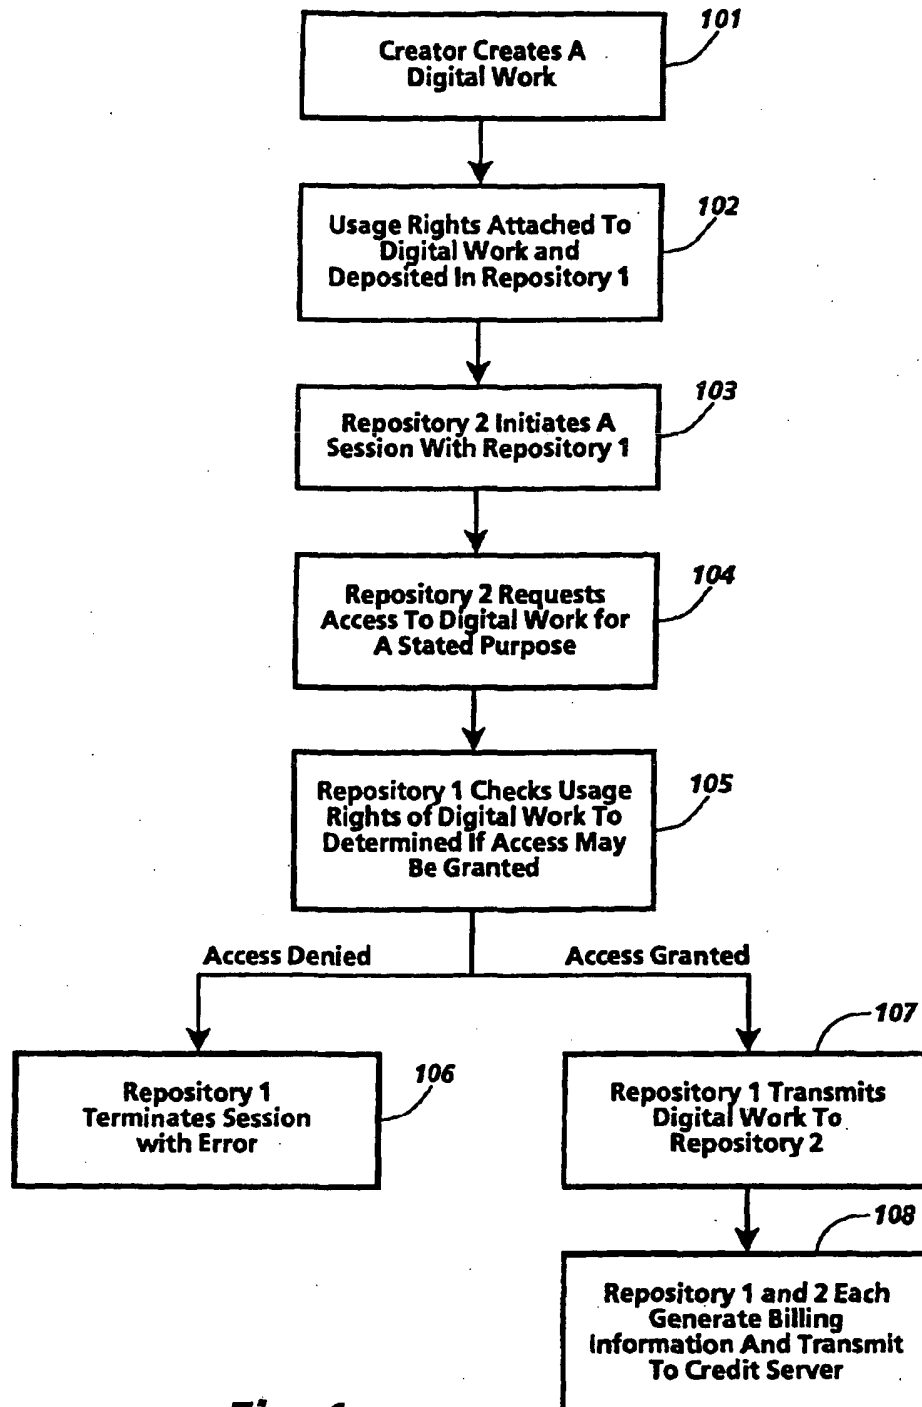 101
Creator Creates A
Digital Work
102
Usage Rights Attached To
Digital Work and
Deposited In Repository 1
103
Repository 2 Initiates A
Session With Repository 1
104
Repository 2 Requests
Access To Digital Work for
A Stated Purpose
105
Repository 1 Checks Usage
Rights of Digital Work To
Determined If Access May
Be Granted
Access Denied
Access Granted
106
Repository 1
Terminates Session
with Error
107
Repository 1 Transmits
Digital Work To
Repository 2
108
Repository 1 and 2 Each
Generate Billing
Information And Transmit
To Credit Server